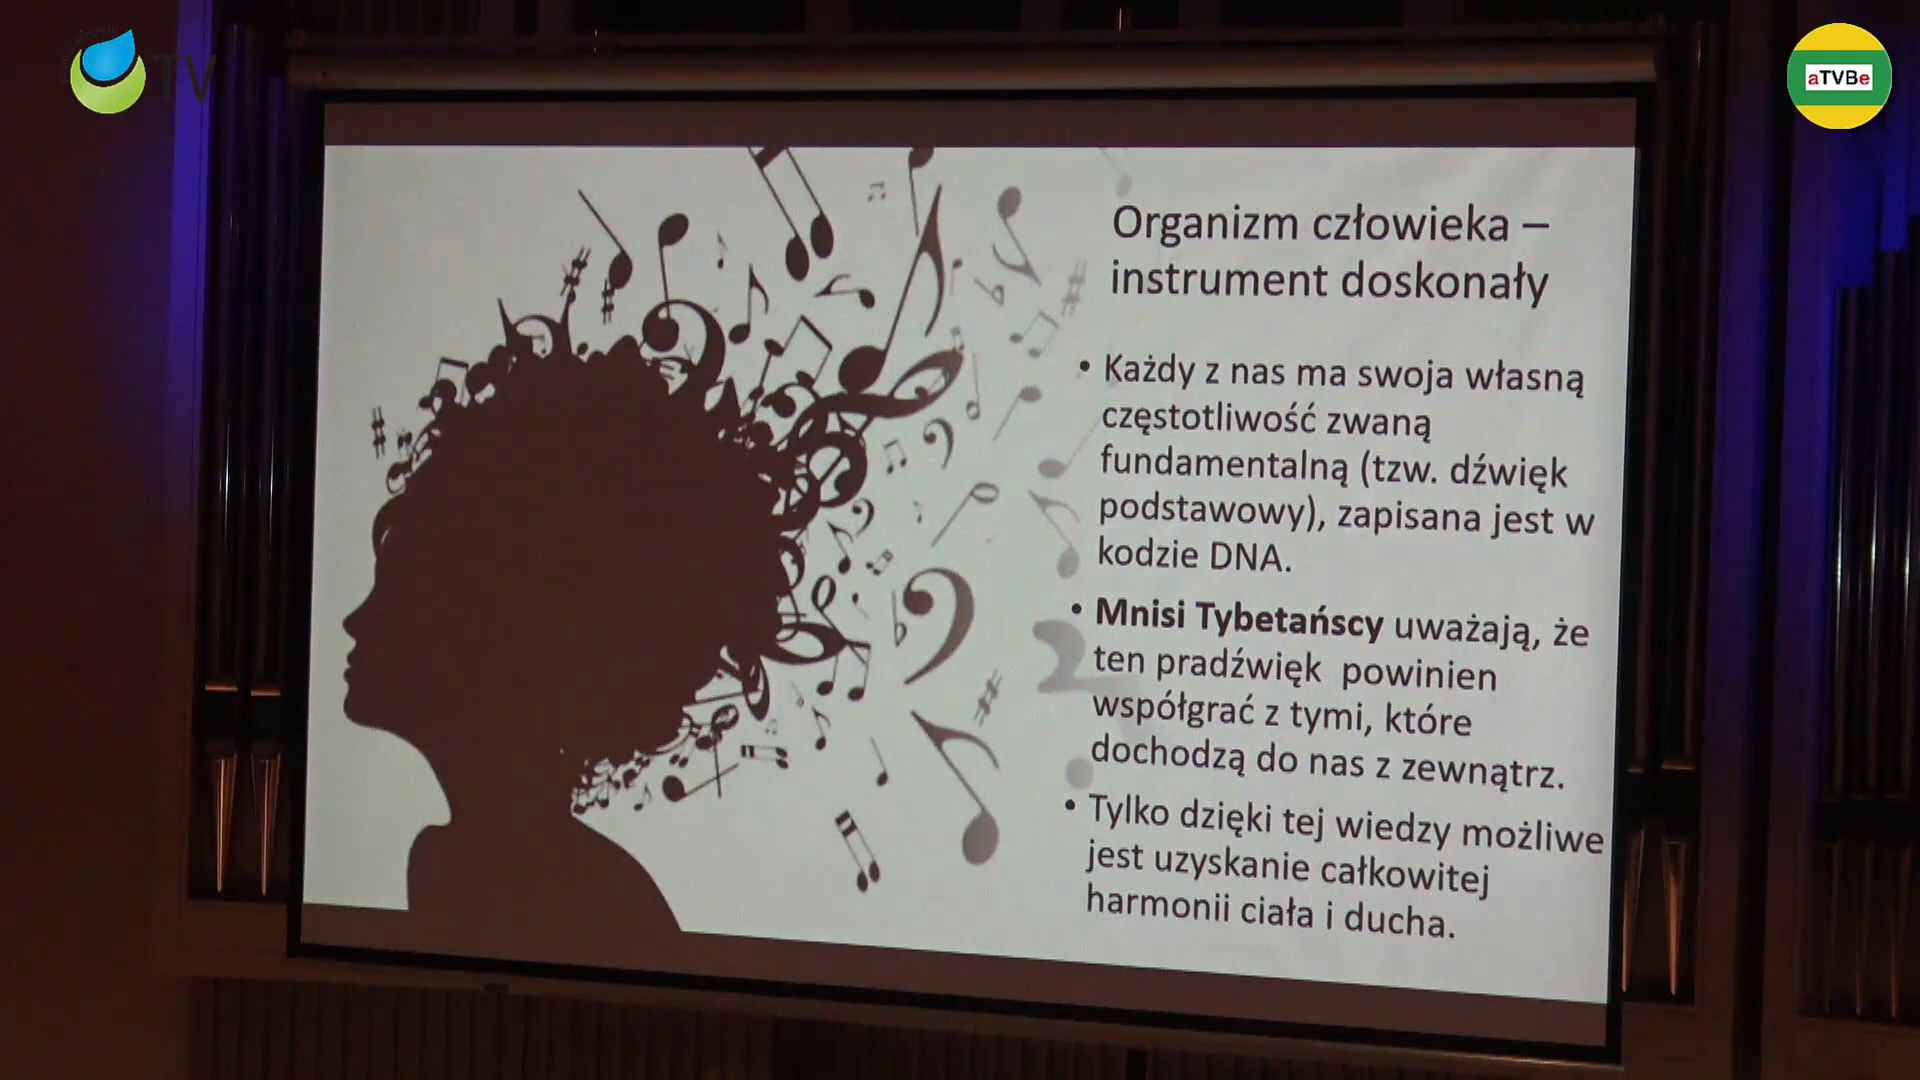 TV
aTVBe
Organizm człowieka –
instrument doskonały
• Każdy z nas ma swoja własną
częstotliwość zwaną
fundamentalną (tzw. dźwięk
podstawowy), zapisana jest w
kodzie DNA.
• Mnisi Tybetańscy uważają, że
ten pradźwięk powinien
współgrać z tymi, które
dochodzą do nas z zewnątrz.
• Tylko dzięki tej wiedzy możliwe
jest uzyskanie całkowitej
harmonii ciała i ducha.